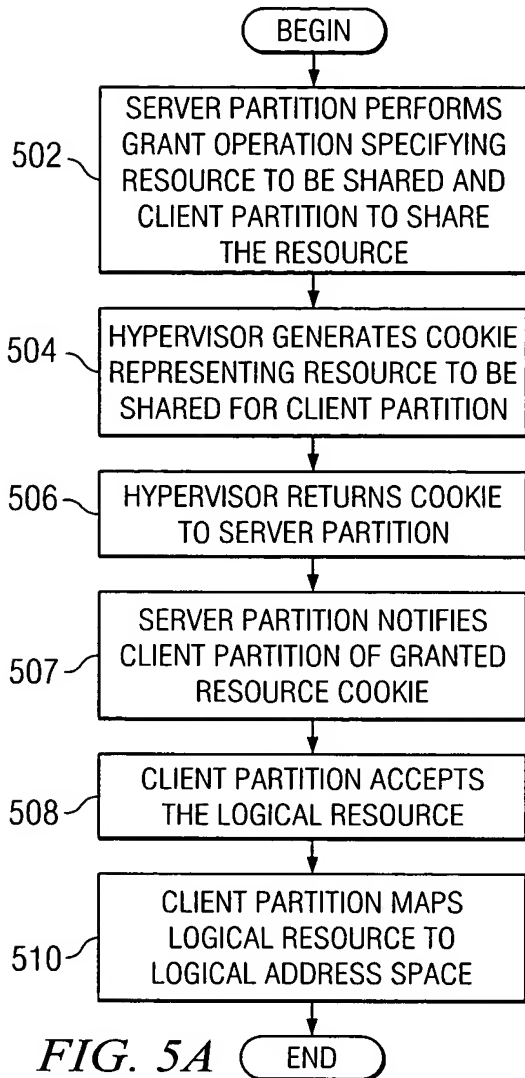 BEGIN
502
SERVER PARTITION PERFORMS
GRANT OPERATION SPECIFYING
RESOURCE TO BE SHARED AND
CLIENT PARTITION TO SHARE
THE RESOURCE
504
HYPERVISOR GENERATES COOKIE
REPRESENTING RESOURCE TO BE
SHARED FOR CLIENT PARTITION
506
HYPERVISOR RETURNS COOKIE
TO SERVER PARTITION
507
SERVER PARTITION NOTIFIES
CLIENT PARTITION OF GRANTED
RESOURCE COOKIE
508
CLIENT PARTITION ACCEPTS
THE LOGICAL RESOURCE
510
CLIENT PARTITION MAPS
LOGICAL RESOURCE TO
LOGICAL ADDRESS SPACE
FIG. 5A
END